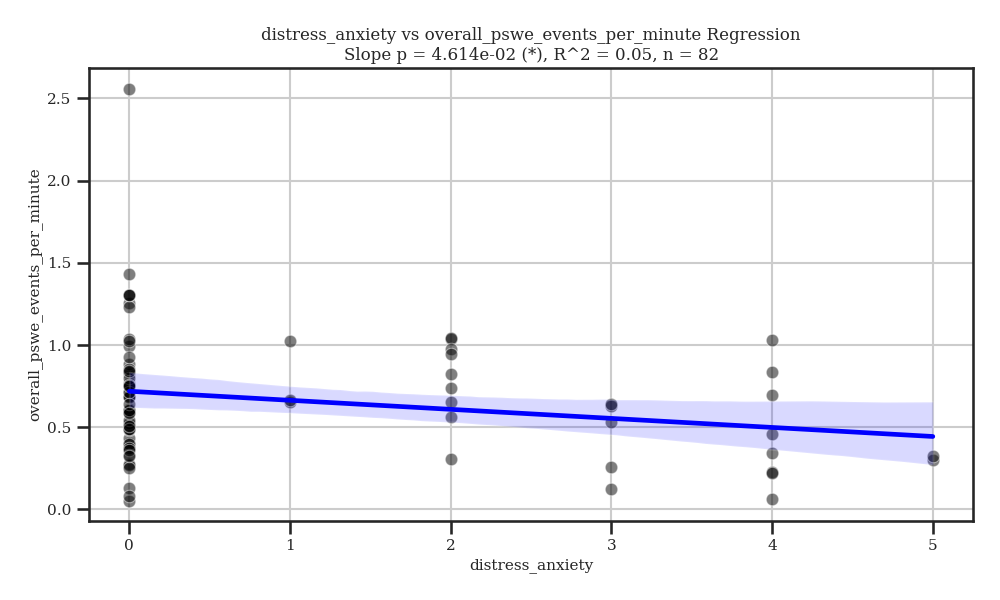 distress_anxiety vs overall_pswe_events_per_minute Regression
Slope p = 4.614e-02 (*), R^2 = 0.05, n = 82
overall_pswe_events_per_minute
2.5
2.0
1.5
1.0
0.5
0.0
0 1 2 3 4 5
distress_anxiety